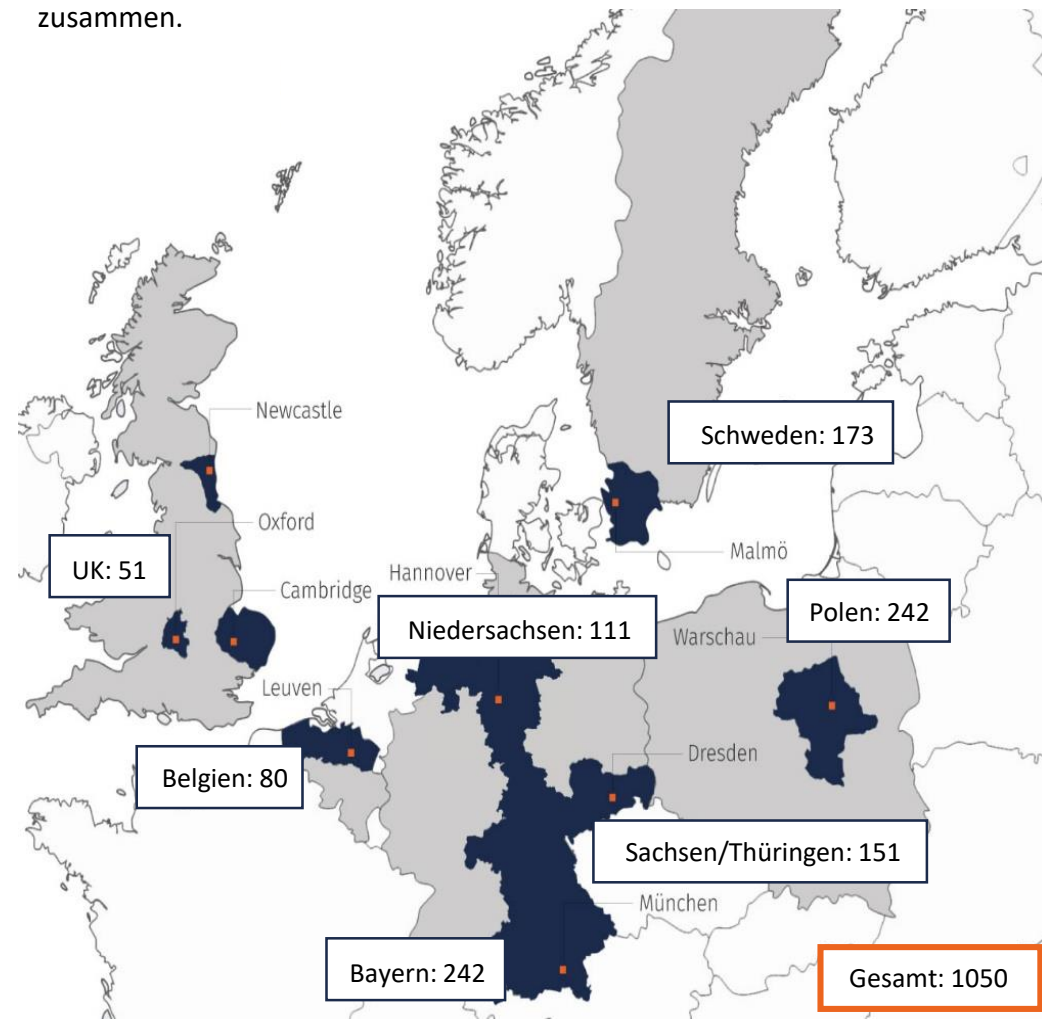 zusammen.
Newcastle
Schweden: 173
Oxford
Malmö
UK: 51
Hannover
Cambridge
Polen: 242
Niedersachsen: 111
Warschau
Leuven
Dresden
Belgien: 80
Sachsen/Thüringen: 151
München
Bayern: 242
Gesamt: 1050